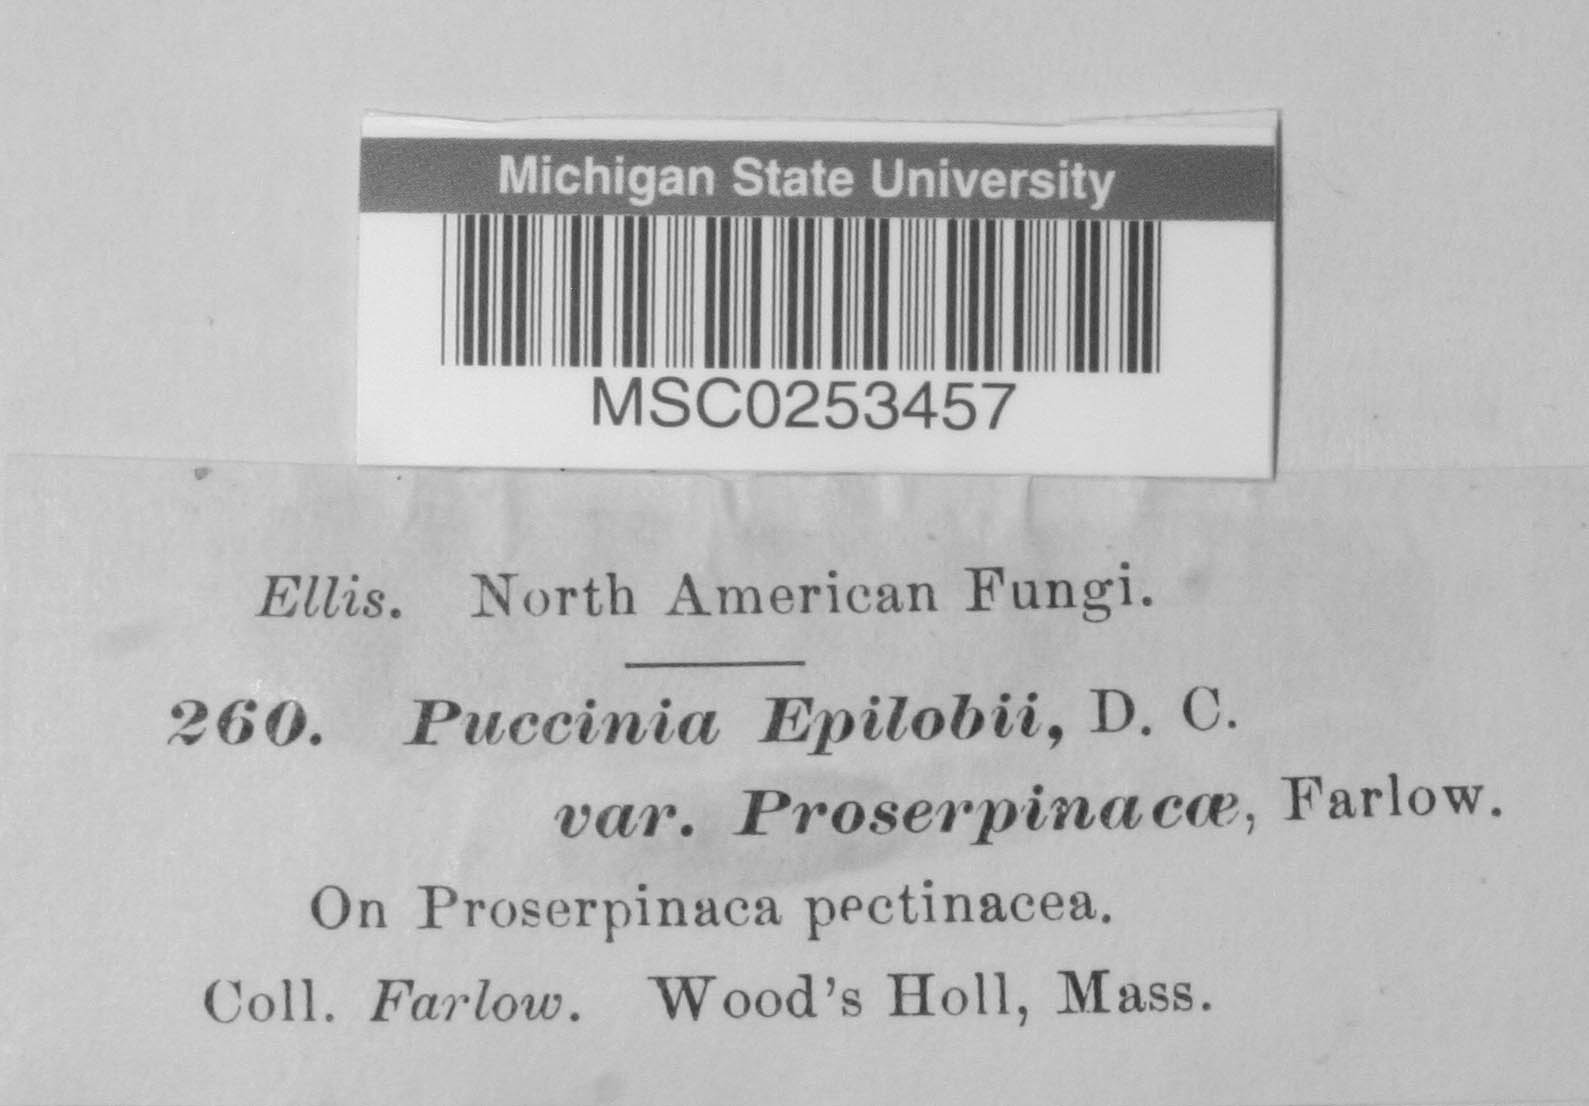 Michigan State University
MSC0253457
Ellis. North American Fungi.
260. Puccinia Epilobii, D. C.
var. Proserpinacæ, Farlow.
On Proserpinaca pectinacea.
Coll. Farlow. Wood's Holl, Mass.